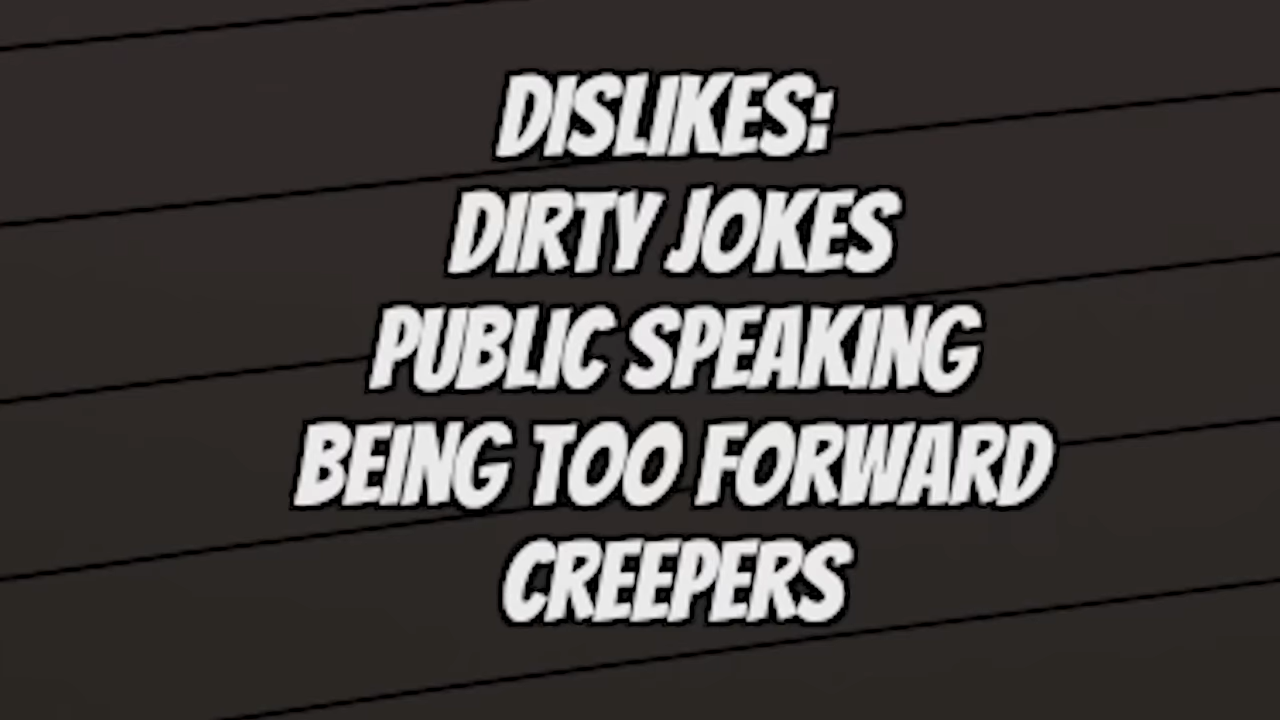 DISLIKES:
DIRTY JOKES
PUBLIC SPEAKING
BEING TOO FORWARD
CREEPERS